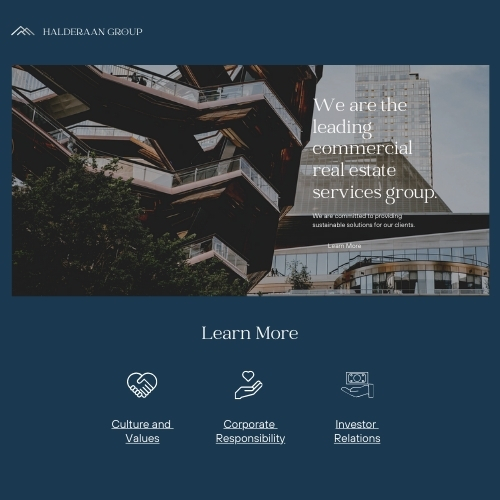 HALDERAAN GROUP
We are the
leading
commercial
real estate
services group.
We are committed to providing
sustainable solutions for our clients.
Learn More
Learn More
Culture and
Values
Corporate
Responsibility
Investor
Relations